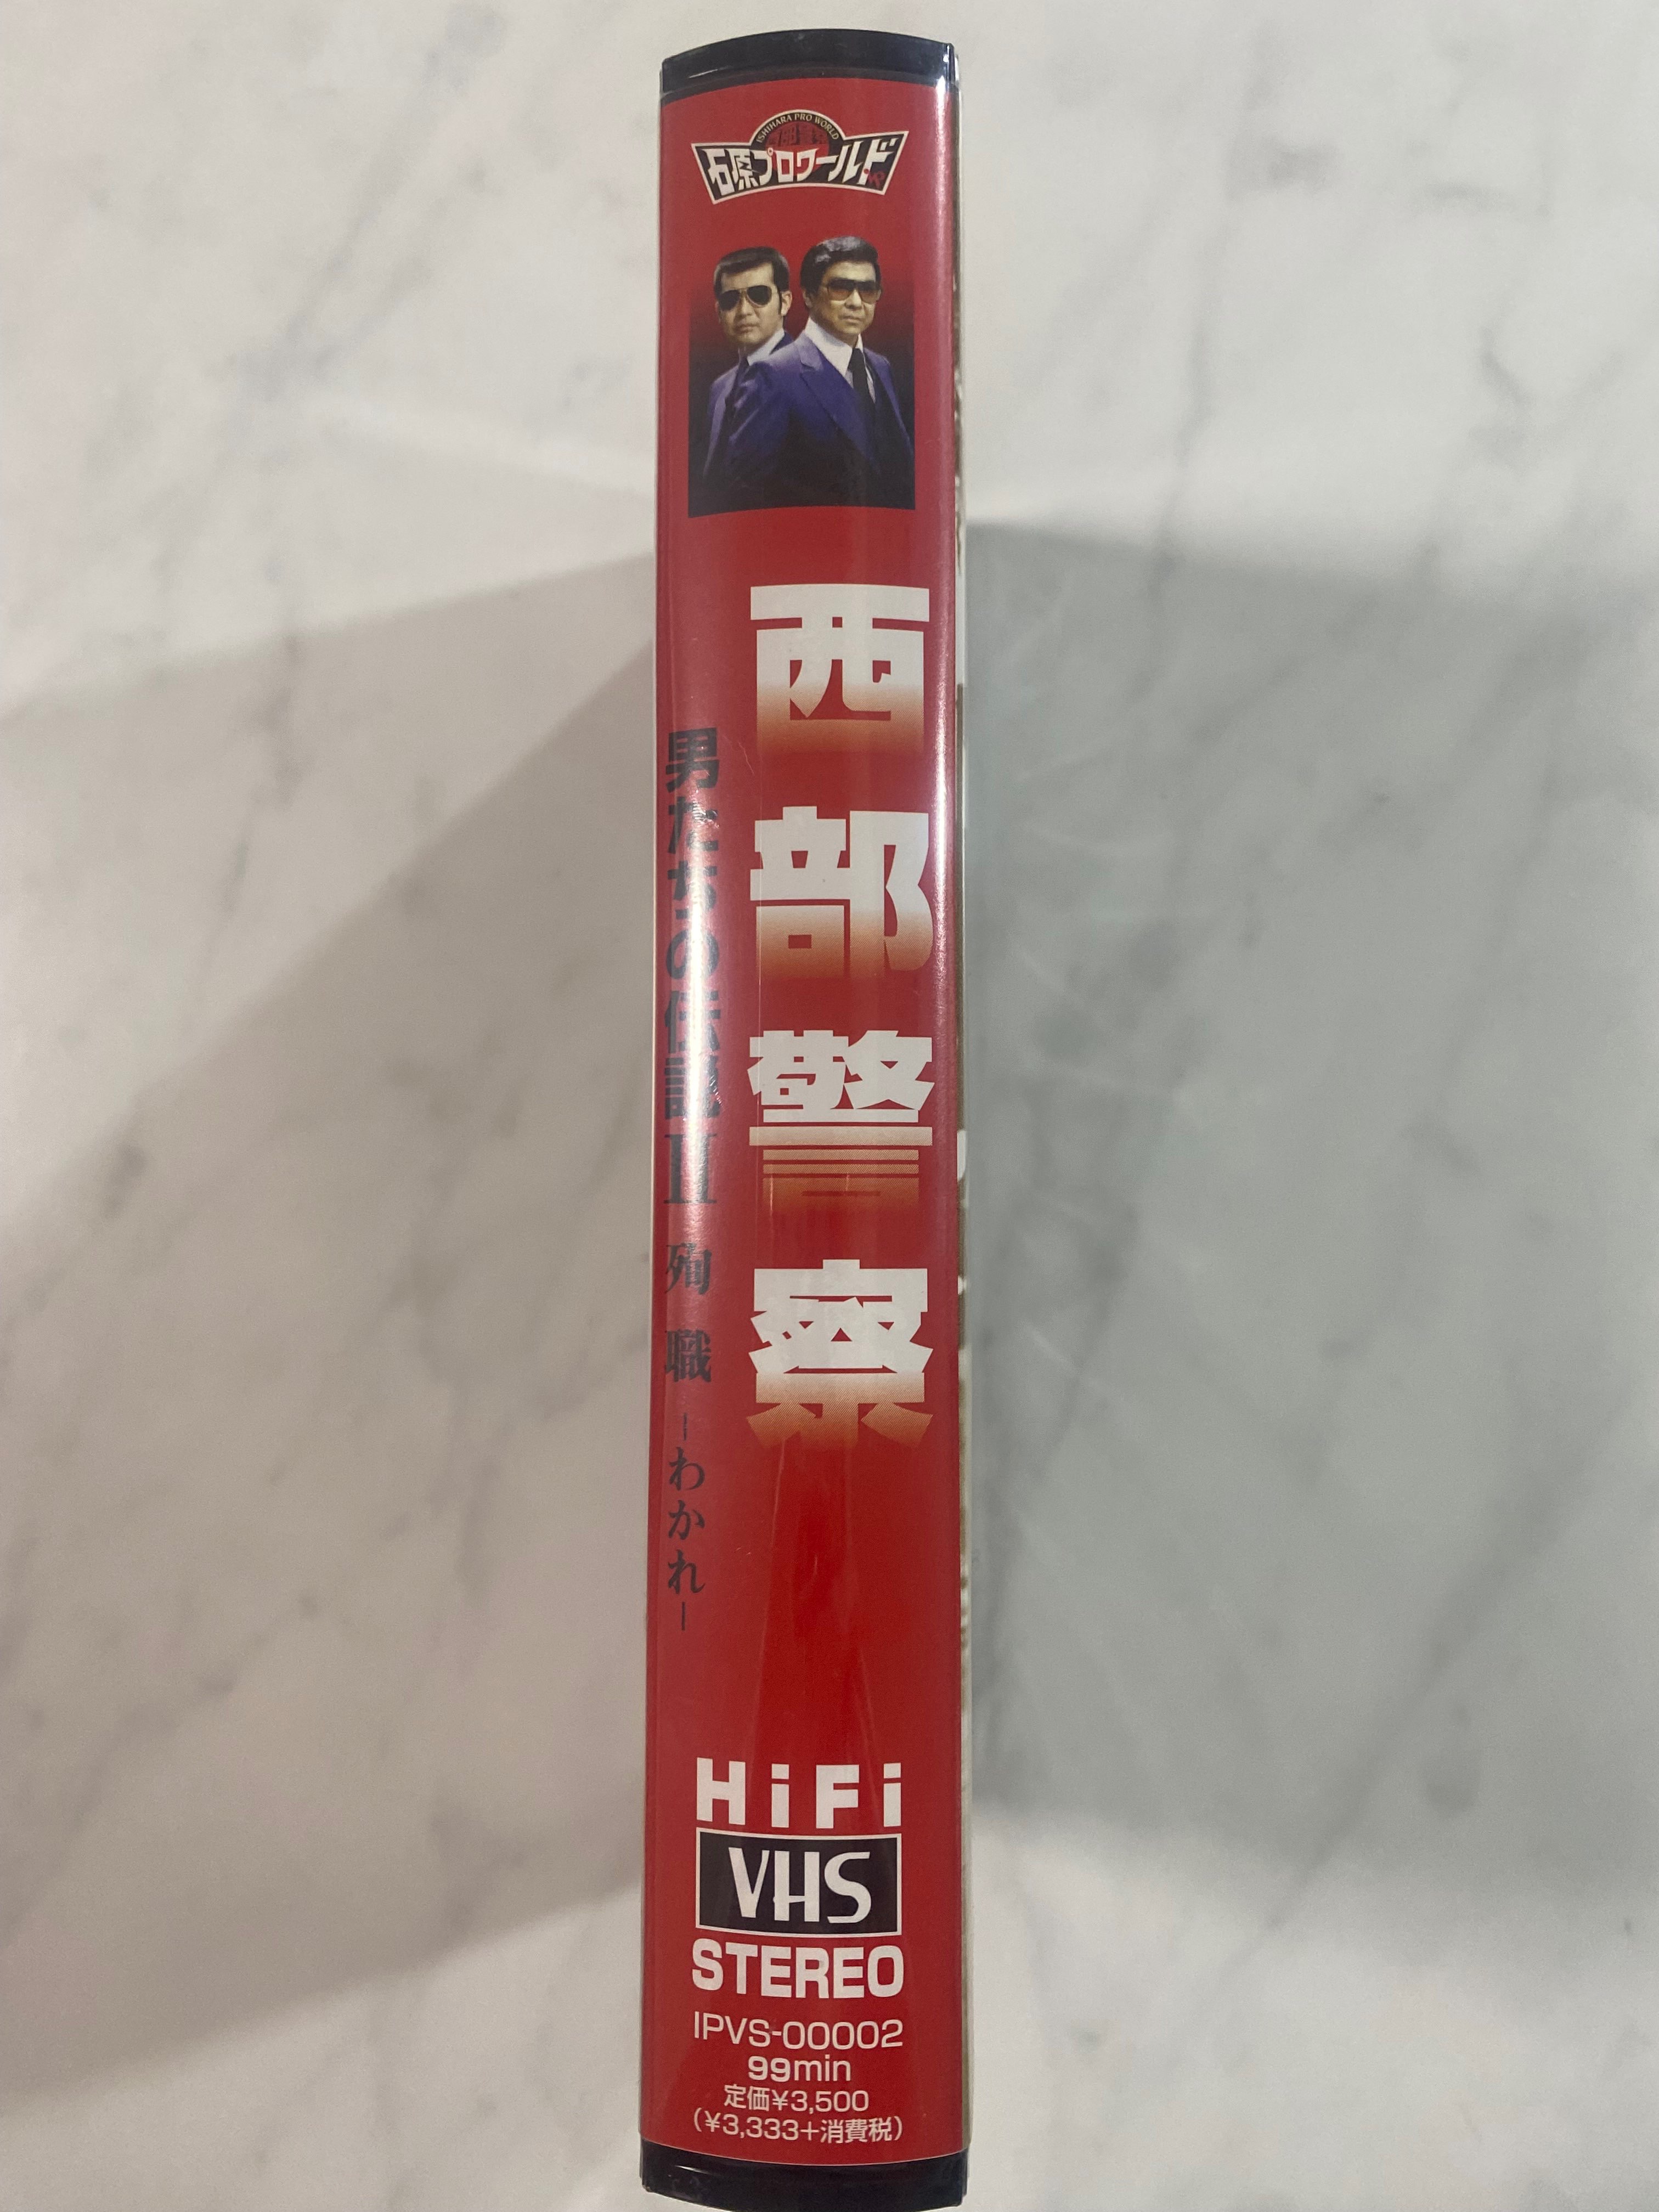 ISHIHARA PRO WORLD
石原プロワールド
西部警察
男たちの伝説II 殉職 -わかれ-
HiFi
VHS
STEREO
IPVS-00002
99min
定価¥3,500
(¥3,333+消費税)